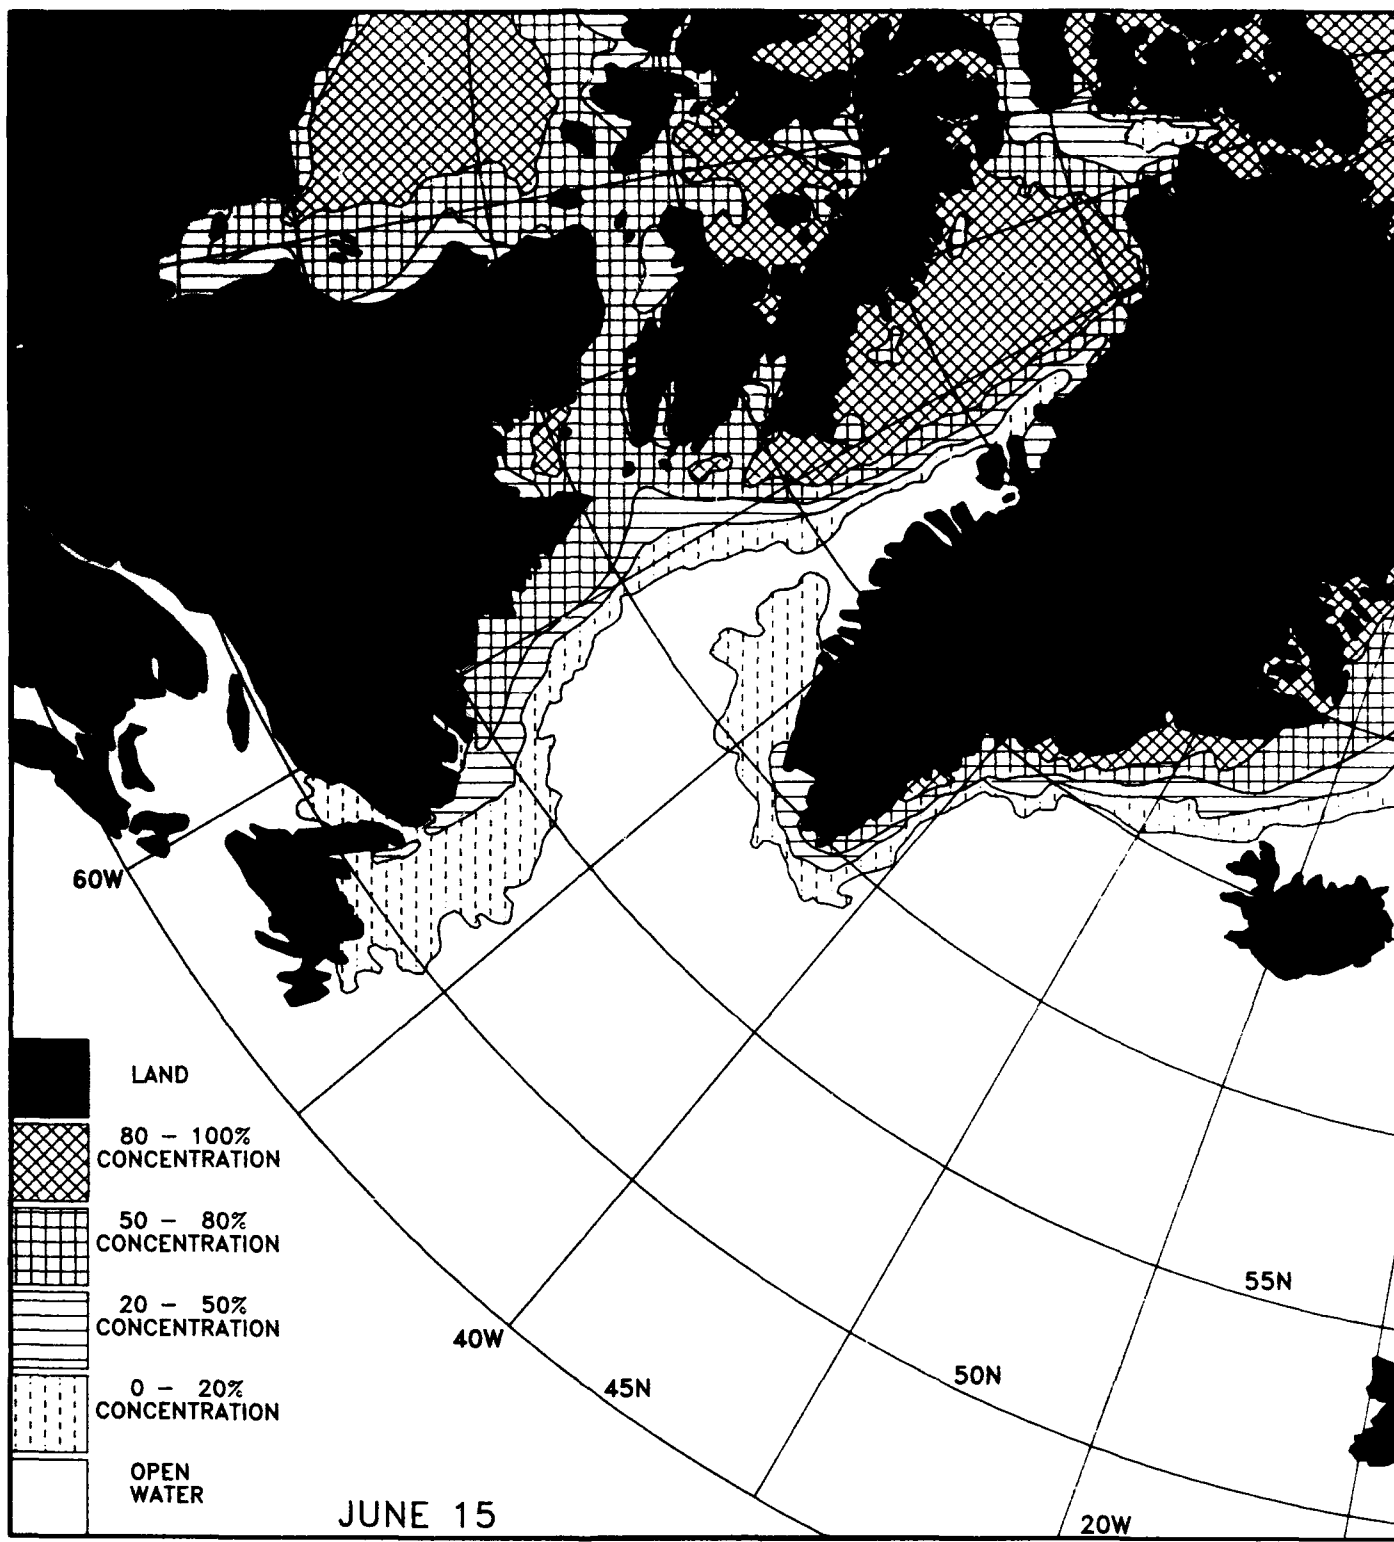 60W
LAND
80 - 100%
CONCENTRATION
50 - 80%
CONCENTRATION
20 - 50%
CONCENTRATION
0 - 20%
CONCENTRATION
OPEN
WATER
JUNE 15
40W
45N
50N
55N
20W